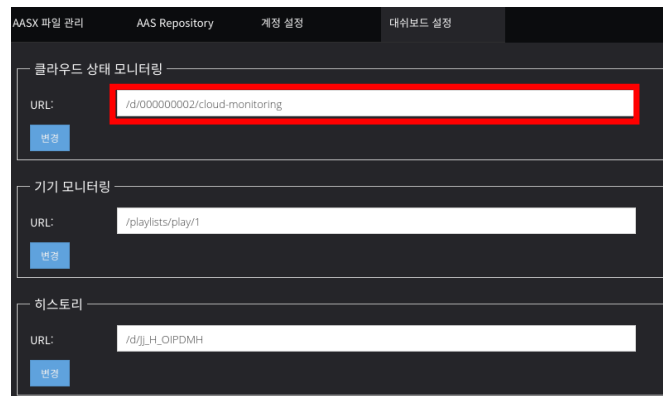 AASX 파일 관리 AAS Repository 계정 설정 대쉬보드 설정
클라우드 상태 모니터링
URL: /d/000000002/cloud-monitoring
변경
기기 모니터링
URL: /playlists/play/1
변경
히스토리
URL: /d/Jj_H_OIPDMH
변경